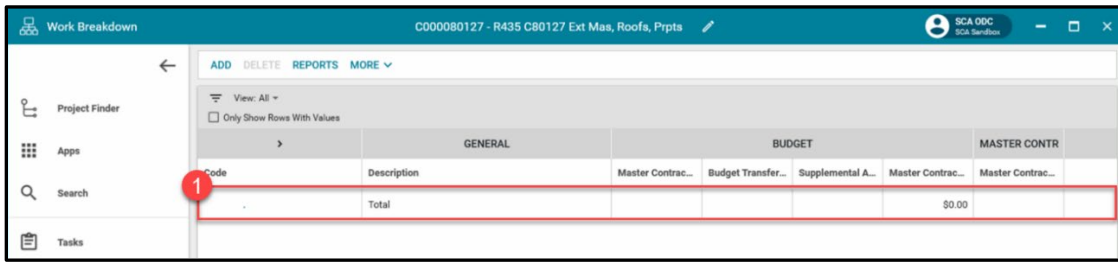 Work Breakdown
C000080127 - R435 C80127 Ext Mas, Roofs, Prpts
SCA ODC
SCA Sandbox
ADD DELETE REPORTS MORE
View: All
Only Show Rows With Values
> GENERAL BUDGET MASTER CONTR
Code Description Master Contrac... Budget Transfer... Supplemental A... Master Contrac... Master Contrac...
1
. Total $0.00
Project Finder
Apps
Search
Tasks